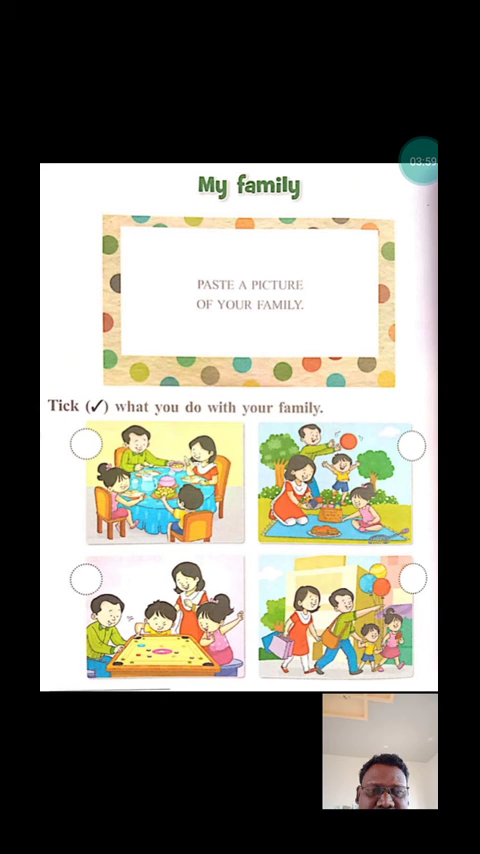 03:59
My family
PASTE A PICTURE
OF YOUR FAMILY.
Tick (✓) what you do with your family.